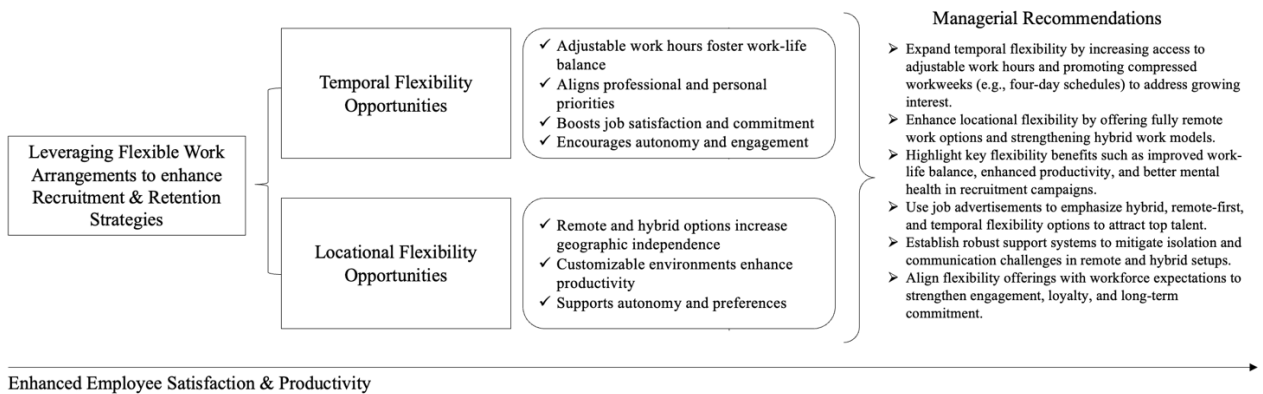 Leveraging Flexible Work
Arrangements to enhance
Recruitment & Retention
Strategies
Temporal Flexibility
Opportunities
✓ Adjustable work hours foster work-life
balance
✓ Aligns professional and personal
priorities
✓ Boosts job satisfaction and commitment
✓ Encourages autonomy and engagement
Locational Flexibility
Opportunities
✓ Remote and hybrid options increase
geographic independence
✓ Customizable environments enhance
productivity
✓ Supports autonomy and preferences
Managerial Recommendations
➢ Expand temporal flexibility by increasing access to
adjustable work hours and promoting compressed
workweeks (e.g., four-day schedules) to address growing
interest.
➢ Enhance locational flexibility by offering fully remote
work options and strengthening hybrid work models.
➢ Highlight key flexibility benefits such as improved work-
life balance, enhanced productivity, and better mental
health in recruitment campaigns.
➢ Use job advertisements to emphasize hybrid, remote-first,
and temporal flexibility options to attract top talent.
➢ Establish robust support systems to mitigate isolation and
communication challenges in remote and hybrid setups.
➢ Align flexibility offerings with workforce expectations to
strengthen engagement, loyalty, and long-term
commitment.
Enhanced Employee Satisfaction & Productivity